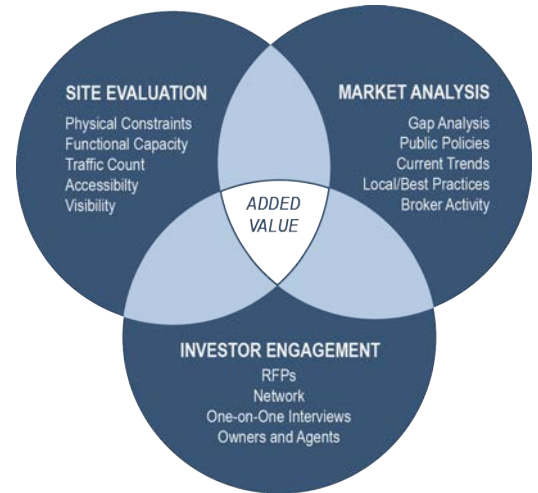 SITE EVALUATION
Physical Constraints
Functional Capacity
Traffic Count
Accessibilty
Visibility
MARKET ANALYSIS
Gap Analysis
Public Policies
Current Trends
Local/Best Practices
Broker Activity
ADDED
VALUE
INVESTOR ENGAGEMENT
RFPs
Network
One-on-One Interviews
Owners and Agents